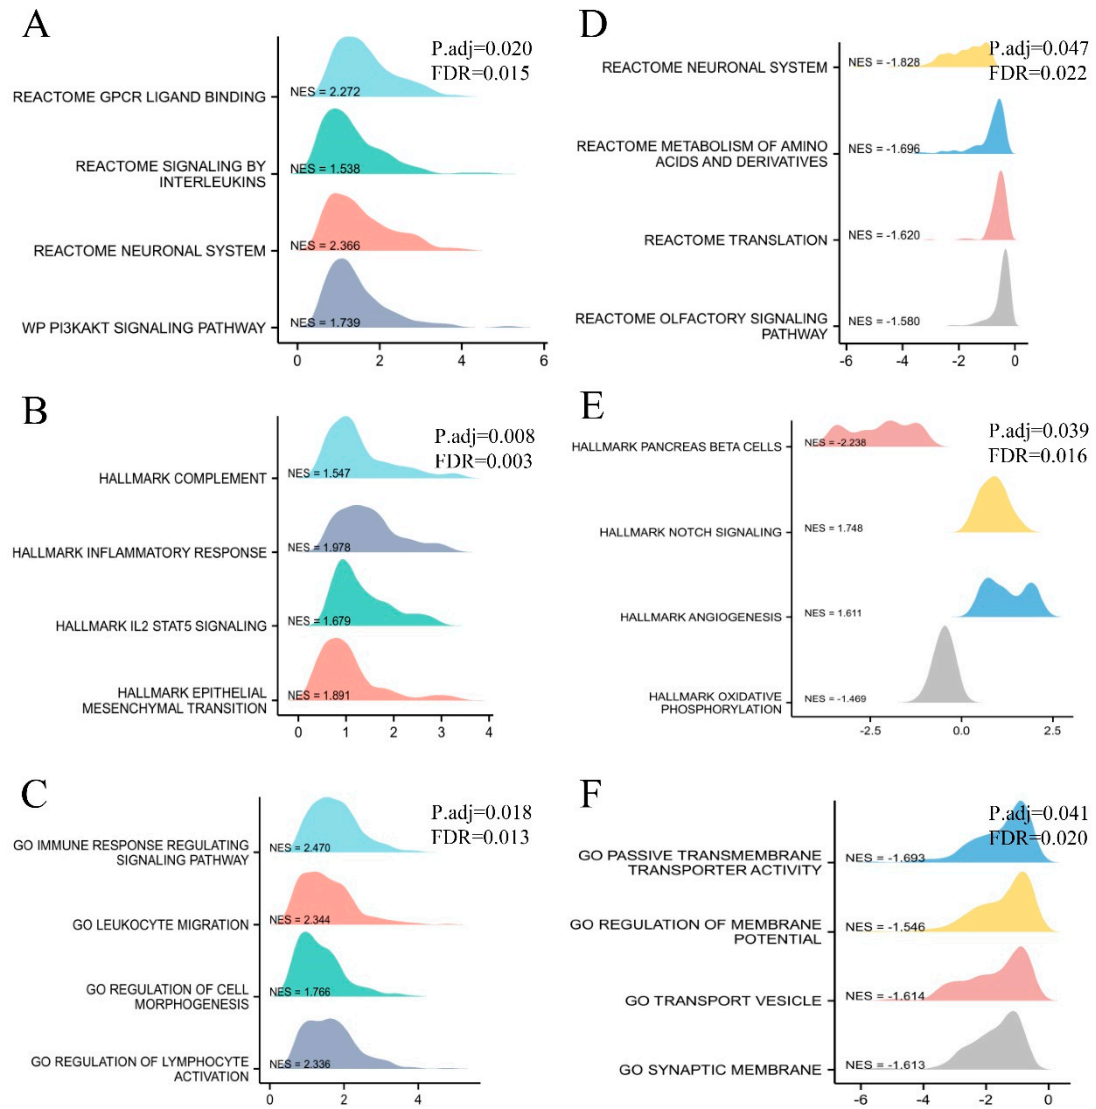 A
P.adj=0.020
FDR=0.015
REACTOME GPCR LIGAND BINDING
NES = 2.272
REACTOME SIGNALING BY
INTERLEUKINS
NES = 1.538
REACTOME NEURONAL SYSTEM
NES = 2.366
WP PI3KAKT SIGNALING PATHWAY
NES = 1.739
0 2 4 6
D
P.adj=0.047
FDR=0.022
REACTOME NEURONAL SYSTEM
NES = -1.828
REACTOME METABOLISM OF AMINO
ACIDS AND DERIVATIVES
NES = -1.696
REACTOME TRANSLATION
NES = -1.620
REACTOME OLFACTORY SIGNALING
PATHWAY
NES = -1.580
-6 -4 -2 0
B
P.adj=0.008
FDR=0.003
HALLMARK COMPLEMENT
NES = 1.547
HALLMARK INFLAMMATORY RESPONSE
NES = 1.978
HALLMARK IL2 STAT5 SIGNALING
NES = 1.679
HALLMARK EPITHELIAL
MESENCHYMAL TRANSITION
NES = 1.891
0 1 2 3 4
E
P.adj=0.039
FDR=0.016
HALLMARK PANCREAS BETA CELLS
NES = -2.238
HALLMARK NOTCH SIGNALING
NES = 1.748
HALLMARK ANGIOGENESIS
NES = 1.611
HALLMARK OXIDATIVE
PHOSPHORYLATION
NES = -1.469
-2.5 0.0 2.5
C
P.adj=0.018
FDR=0.013
GO IMMUNE RESPONSE REGULATING
SIGNALING PATHWAY
NES = 2.470
GO LEUKOCYTE MIGRATION
NES = 2.344
GO REGULATION OF CELL
MORPHOGENESIS
NES = 1.766
GO REGULATION OF LYMPHOCYTE
ACTIVATION
NES = 2.336
0 2 4
F
P.adj=0.041
FDR=0.020
GO PASSIVE TRANSMEMBRANE
TRANSPORTER ACTIVITY
NES = -1.693
GO REGULATION OF MEMBRANE
POTENTIAL
NES = -1.546
GO TRANSPORT VESICLE
NES = -1.614
GO SYNAPTIC MEMBRANE
NES = -1.613
-6 -4 -2 0